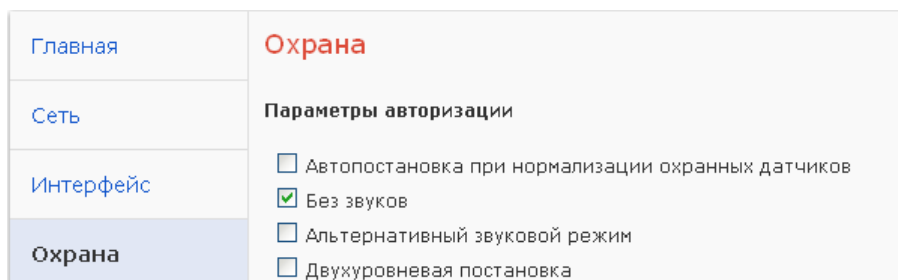 Главная
Сеть
Интерфейс
Охрана
Охрана
Параметры авторизации
Автопостановка при нормализации охранных датчиков
Без звуков
Альтернативный звуковой режим
Двухуровневая постановка